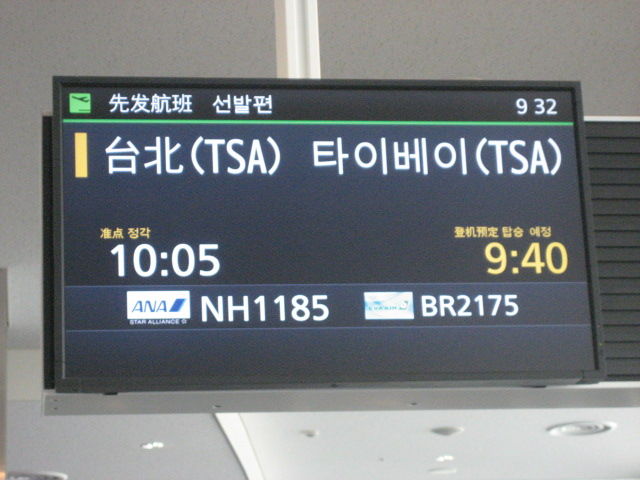 先发航班 선발편 9 32
台北(TSA) 타이베이(TSA)
准点 정각 登机预定 탑승 예정
10:05 9:40
ANA NH1185 BR2175
STAR ALLIANCE